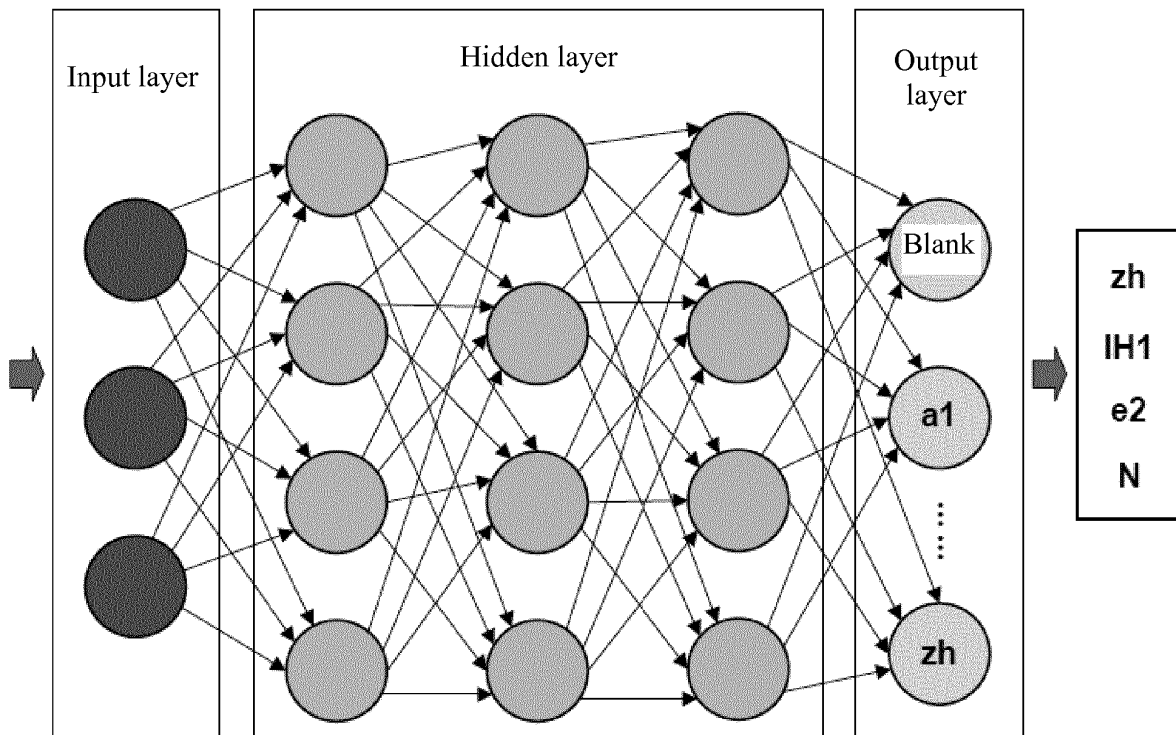 Input layer
Hidden layer
Output
layer
Blank
a1
......
zh
zh
IH1
e2
N